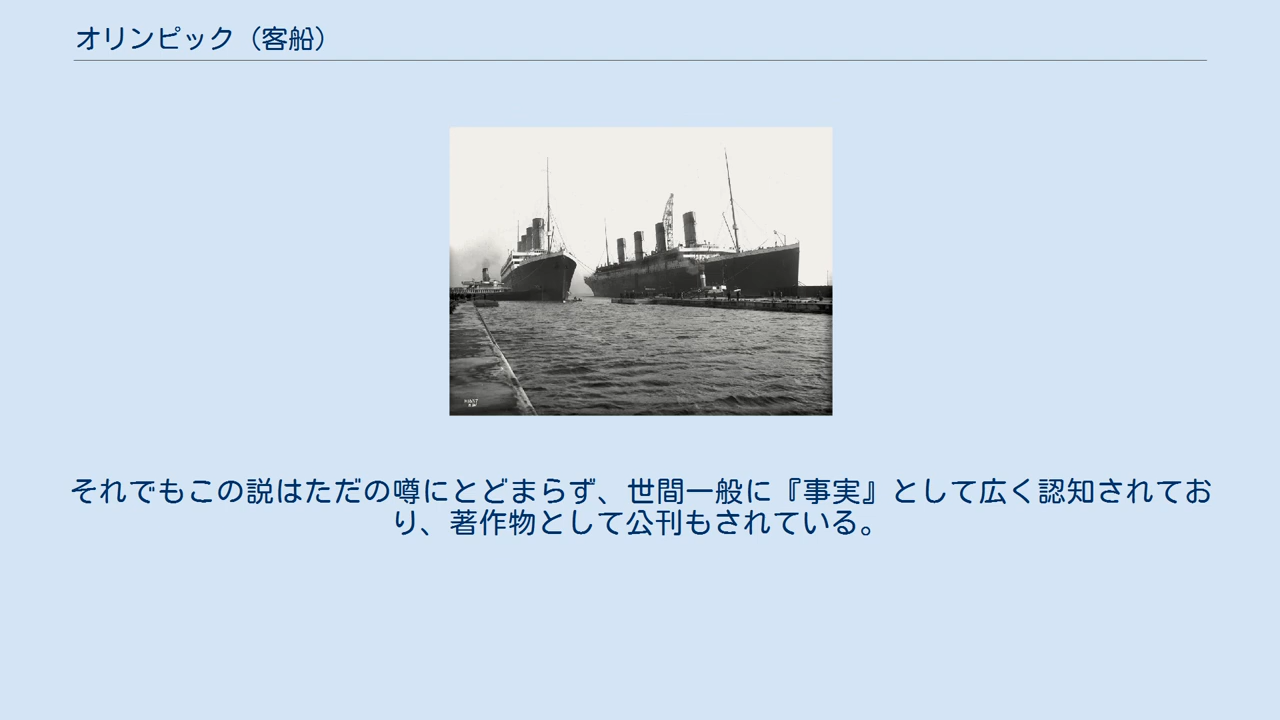 オリンピック（客船）
それでもこの説はただの噂にとどまらず、世間一般に『事実』として広く認知されてお
り、著作物として公刊もされている。